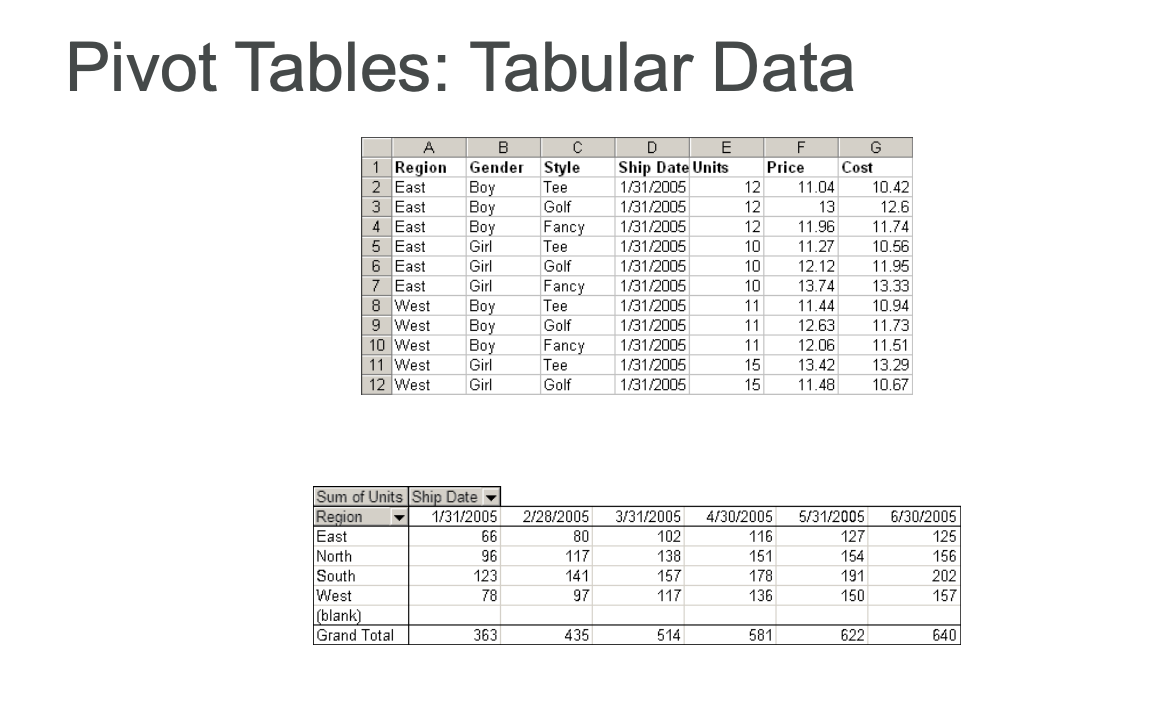 Pivot Tables: Tabular Data
A B C D E F G
1 Region Gender Style Ship Date Units Price Cost
2 East Boy Tee 1/31/2005 12 11.04 10.42
3 East Boy Golf 1/31/2005 12 13 12.6
4 East Boy Fancy 1/31/2005 12 11.96 11.74
5 East Girl Tee 1/31/2005 10 11.27 10.56
6 East Girl Golf 1/31/2005 10 12.12 11.95
7 East Girl Fancy 1/31/2005 10 13.74 13.33
8 West Boy Tee 1/31/2005 11 11.44 10.94
9 West Boy Golf 1/31/2005 11 12.63 11.73
10 West Boy Fancy 1/31/2005 11 12.06 11.51
11 West Girl Tee 1/31/2005 15 13.42 13.29
12 West Girl Golf 1/31/2005 15 11.48 10.67
Sum of Units Ship Date
Region 1/31/2005 2/28/2005 3/31/2005 4/30/2005 5/31/2005 6/30/2005
East 66 80 102 116 127 125
North 96 117 138 151 154 156
South 123 141 157 178 191 202
West 78 97 117 136 150 157
(blank)
Grand Total 363 435 514 581 622 640